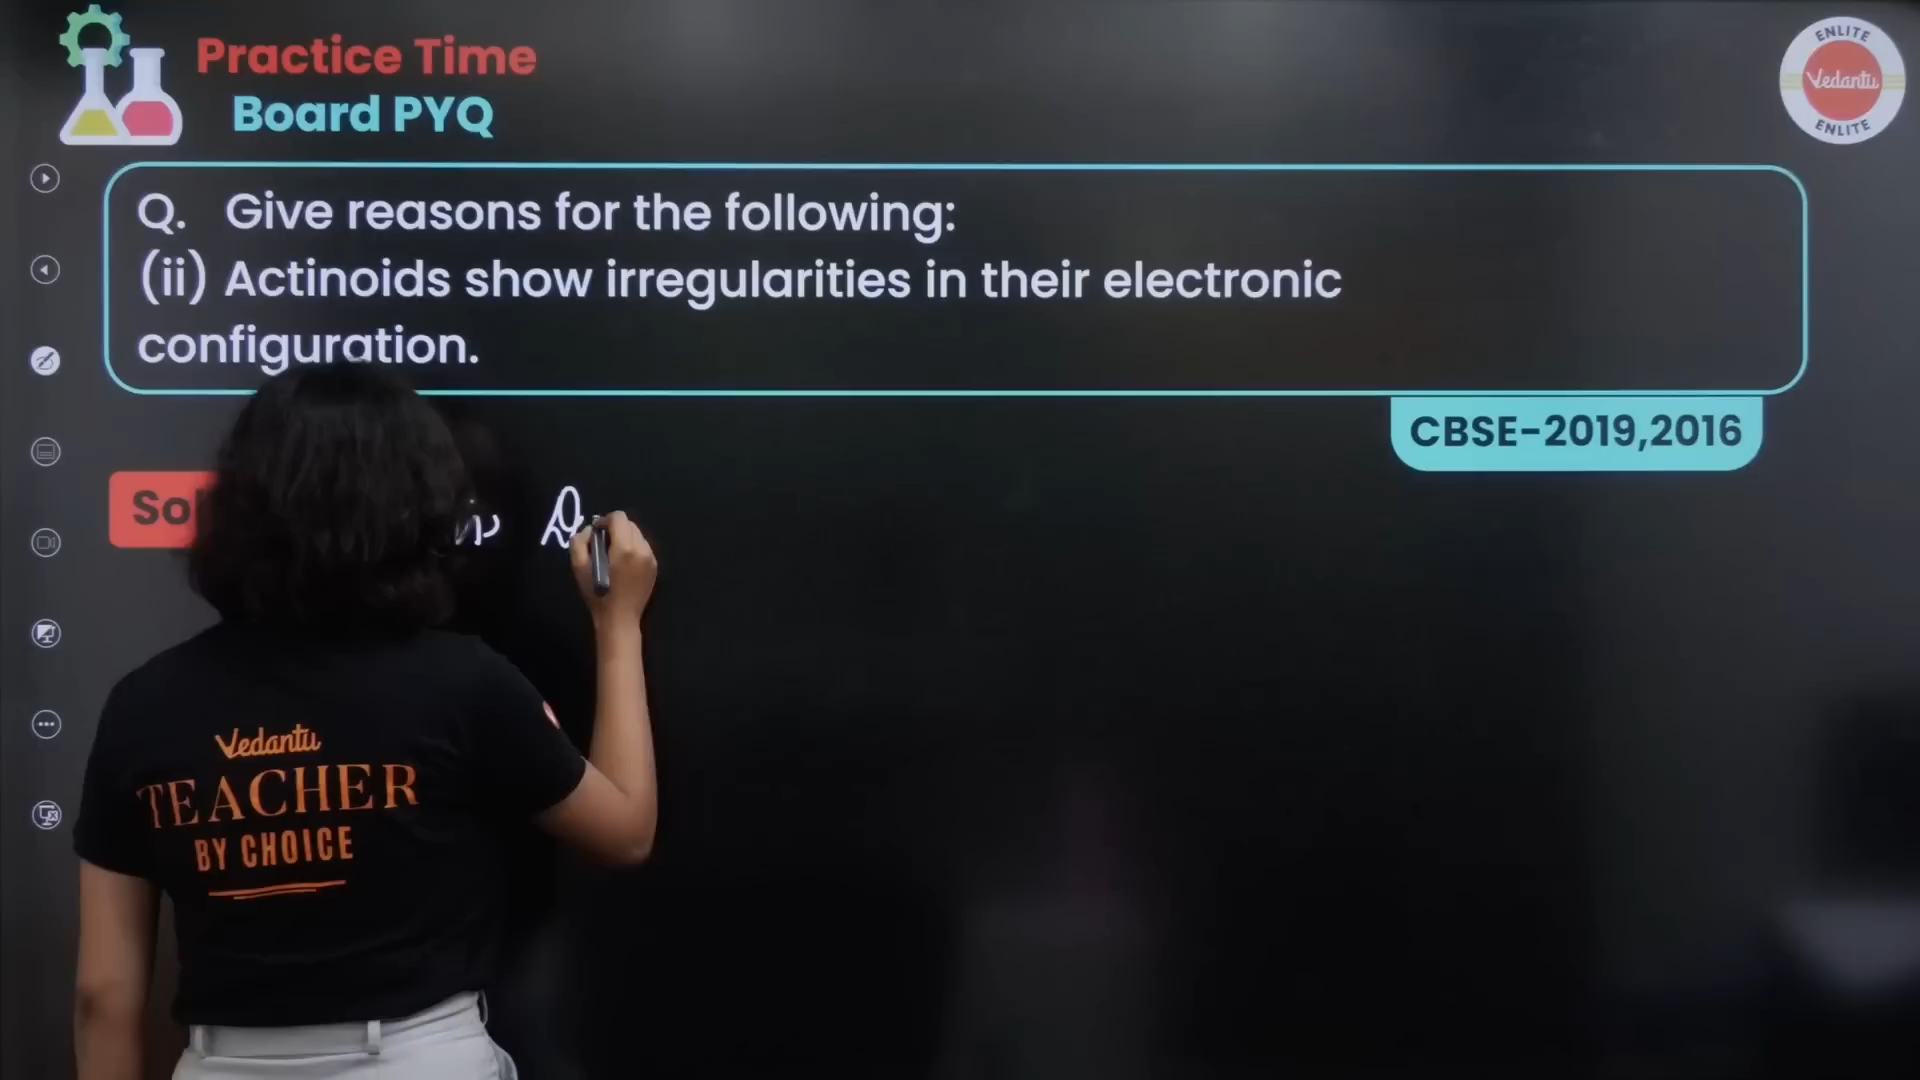 Practice Time
Board PYQ
ENLITE
Vedantu
ENLITE
Q. Give reasons for the following:
(ii) Actinoids show irregularities in their electronic
configuration.
CBSE-2019,2016
Vedantu
TEACHER
BY CHOICE